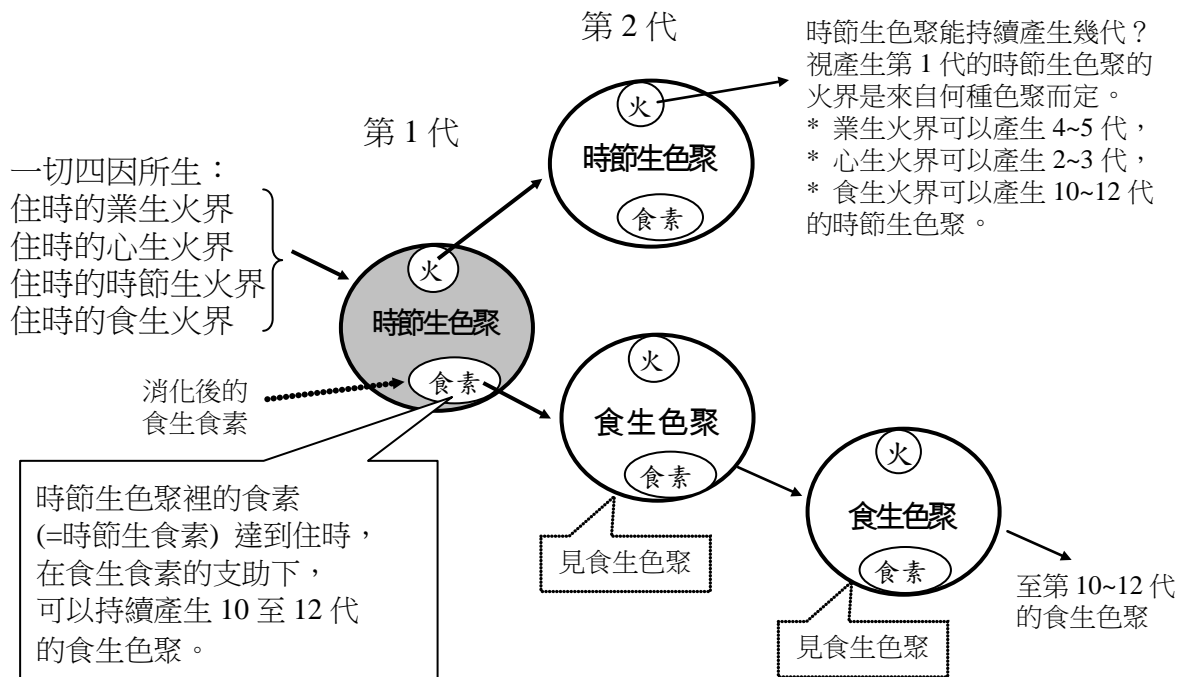 第 2 代
時節生色聚能持續產生幾代？
視產生第 1 代的時節生色聚的
火界是來自何種色聚而定。
* 業生火界可以產生 4~5 代，
* 心生火界可以產生 2~3 代，
* 食生火界可以產生 10~12 代
的時節生色聚。
火
時節生色聚
食素
第 1 代
一切四因所生：
住時的業生火界
住時的心生火界
住時的時節生火界
住時的食生火界
火
時節生色聚
食素
消化後的
食生食素
時節生色聚裡的食素
(=時節生食素) 達到住時，
在食生食素的支助下，
可以持續產生 10 至 12 代
的食生色聚。
火
食生色聚
食素
見食生色聚
火
食生色聚
食素
見食生色聚
至第 10~12 代
的食生色聚